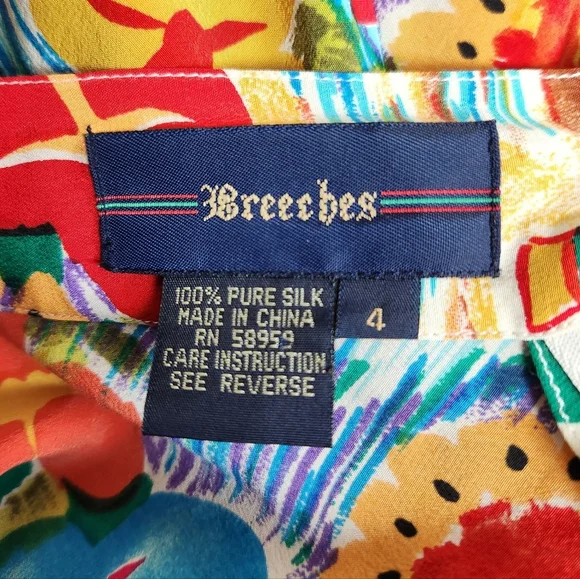 Breeches
100% PURE SILK
MADE IN CHINA
RN 58959
CARE INSTRUCTION
SEE REVERSE
4